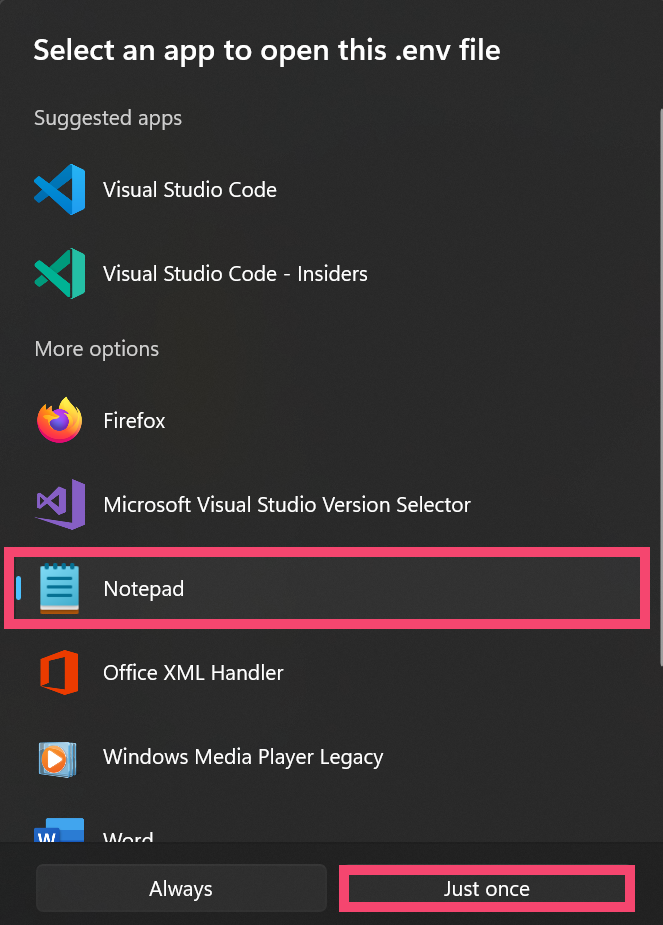 Select an app to open this .env file
Suggested apps
Visual Studio Code
Visual Studio Code - Insiders
More options
Firefox
Microsoft Visual Studio Version Selector
Notepad
Office XML Handler
Windows Media Player Legacy
W Word
Always
Just once